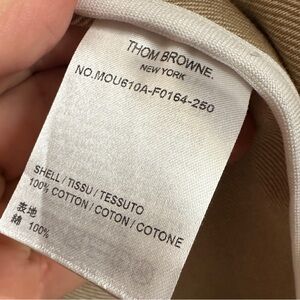 THOM BROWNE.
NEW YORK
NO.MOU610A-F0164-250
SHELL / TISSU / TESSUTO
100% COTTON / COTON / COTONE
表地
綿 100%